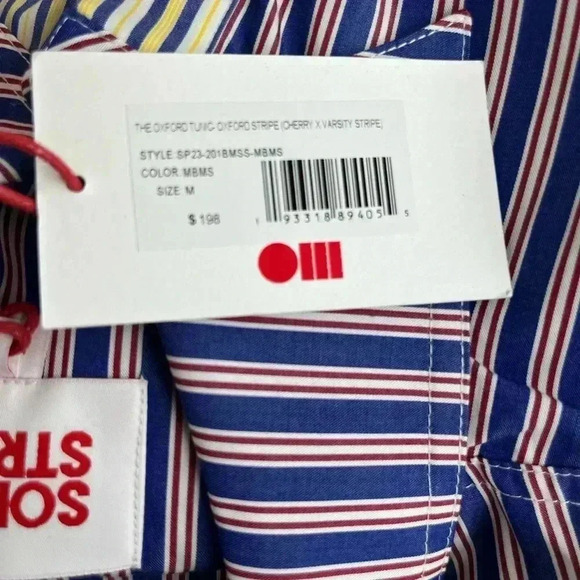 THE OXFORD TUNIC- OXFORD STRIPE (CHERRY X VARSITY STRIPE)
STYLE SP23-201BMSS-MBMS
COLOR MBMS
SIZE M
$ 198
1 93318 89405 5
SOL
STR